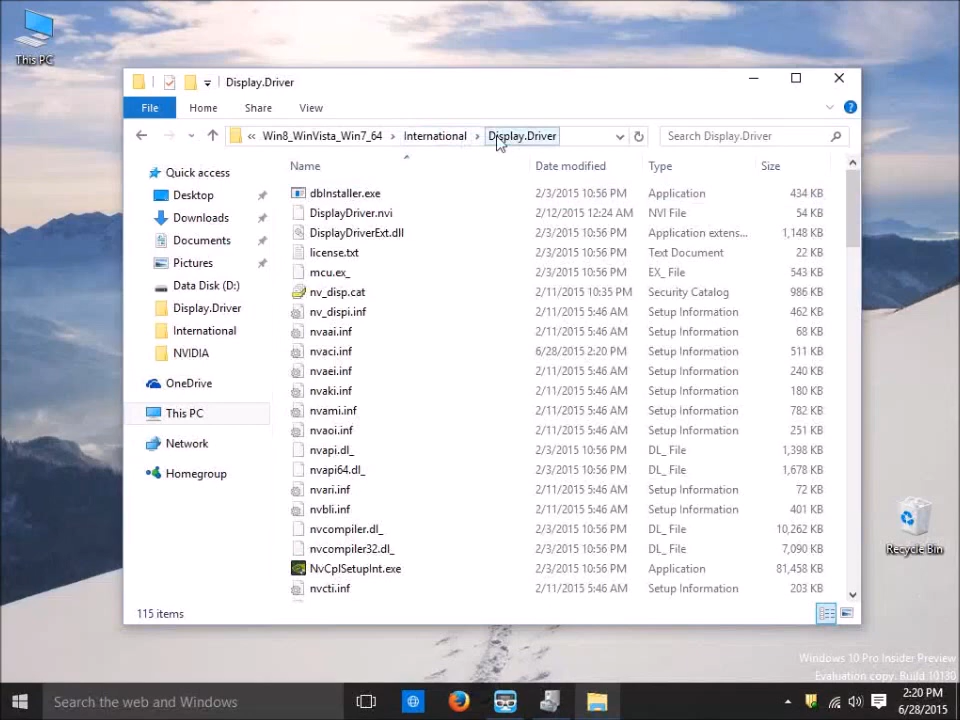 This PC
Display.Driver
File Home Share View
« Win8_WinVista_Win7_64 › International › Display.Driver
Search Display.Driver
Name Date modified Type Size
Quick access
Desktop
Downloads
Documents
Pictures
Data Disk (D:)
Display.Driver
International
NVIDIA
OneDrive
This PC
Network
Homegroup
dbInstaller.exe 2/3/2015 10:56 PM Application 434 KB
DisplayDriver.nvi 2/12/2015 12:24 AM NVI File 54 KB
DisplayDriverExt.dll 2/3/2015 10:56 PM Application extens... 1,148 KB
license.txt 2/3/2015 10:56 PM Text Document 22 KB
mcu.ex_ 2/3/2015 10:56 PM EX_ File 543 KB
nv_disp.cat 2/11/2015 10:35 PM Security Catalog 986 KB
nv_dispi.inf 2/11/2015 5:46 AM Setup Information 462 KB
nvaai.inf 2/11/2015 5:46 AM Setup Information 68 KB
nvaci.inf 6/28/2015 2:20 PM Setup Information 511 KB
nvaei.inf 2/11/2015 5:46 AM Setup Information 240 KB
nvaki.inf 2/11/2015 5:46 AM Setup Information 180 KB
nvami.inf 2/11/2015 5:46 AM Setup Information 782 KB
nvaoi.inf 2/11/2015 5:46 AM Setup Information 251 KB
nvapi.dl_ 2/3/2015 10:56 PM DL_ File 1,398 KB
nvapi64.dl_ 2/3/2015 10:56 PM DL_ File 1,678 KB
nvari.inf 2/11/2015 5:46 AM Setup Information 72 KB
nvbli.inf 2/11/2015 5:46 AM Setup Information 401 KB
nvcompiler.dl_ 2/3/2015 10:56 PM DL_ File 10,262 KB
nvcompiler32.dl_ 2/3/2015 10:56 PM DL_ File 7,090 KB
NvCplSetupInt.exe 2/3/2015 10:56 PM Application 81,458 KB
nvcti.inf 2/11/2015 5:46 AM Setup Information 203 KB
115 items
Recycle Bin
Windows 10 Pro Insider Preview
Evaluation copy. Build 10130
Search the web and Windows
2:20 PM
6/28/2015